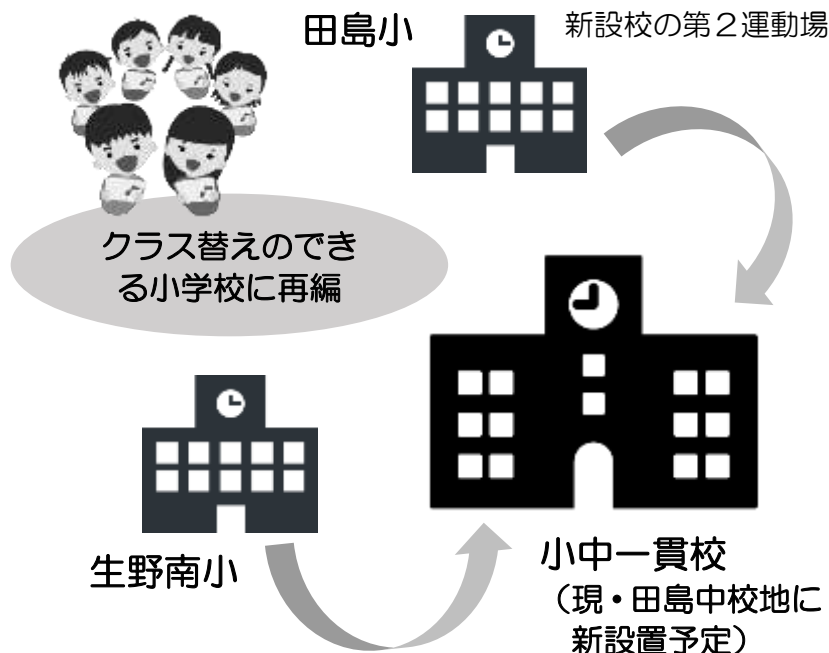 田島小
新設校の第２運動場
クラス替えのでき
る小学校に再編
生野南小
小中一貫校
（現・田島中校地に
新設置予定）